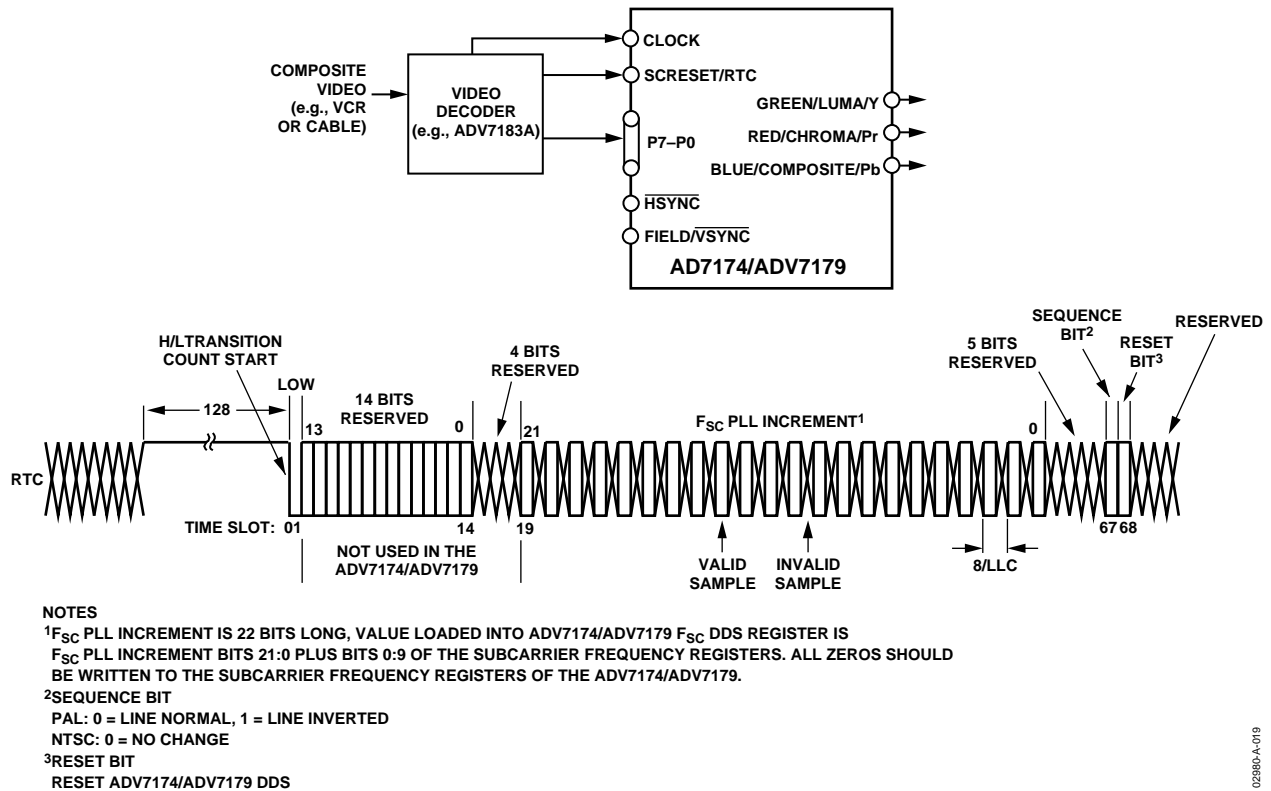 CLOCK
COMPOSITE
VIDEO
(e.g., VCR
OR CABLE)
VIDEO
DECODER
(e.g., ADV7183A)
SCRESET/RTC
P7–P0
HSYNC
FIELD/VSYNC
GREEN/LUMA/Y
RED/CHROMA/Pr
BLUE/COMPOSITE/Pb
AD7174/ADV7179
H/LTRANSITION
COUNT START
128
LOW
13
14 BITS
RESERVED
0
4 BITS
RESERVED
21
FSC PLL INCREMENT1
0
5 BITS
RESERVED
SEQUENCE
BIT2
RESET
BIT3
RESERVED
RTC
TIME SLOT: 01
14
19
67 68
NOT USED IN THE
ADV7174/ADV7179
VALID
SAMPLE
INVALID
SAMPLE
8/LLC
NOTES
1FSC PLL INCREMENT IS 22 BITS LONG, VALUE LOADED INTO ADV7174/ADV7179 FSC DDS REGISTER IS
FSC PLL INCREMENT BITS 21:0 PLUS BITS 0:9 OF THE SUBCARRIER FREQUENCY REGISTERS. ALL ZEROS SHOULD
BE WRITTEN TO THE SUBCARRIER FREQUENCY REGISTERS OF THE ADV7174/ADV7179.
2SEQUENCE BIT
PAL: 0 = LINE NORMAL, 1 = LINE INVERTED
NTSC: 0 = NO CHANGE
3RESET BIT
RESET ADV7174/ADV7179 DDS
02980-A-019